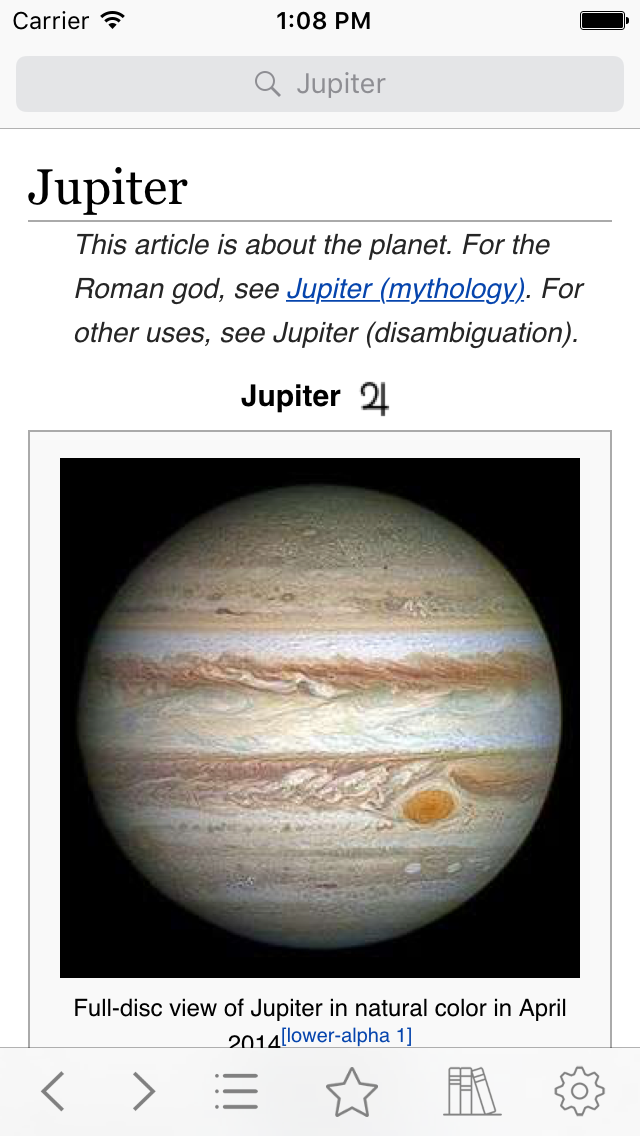 Carrier 1:08 PM
Jupiter
Jupiter
This article is about the planet. For the
Roman god, see Jupiter (mythology). For
other uses, see Jupiter (disambiguation).
Jupiter ♃
Full-disc view of Jupiter in natural color in April
2014[lower-alpha 1]